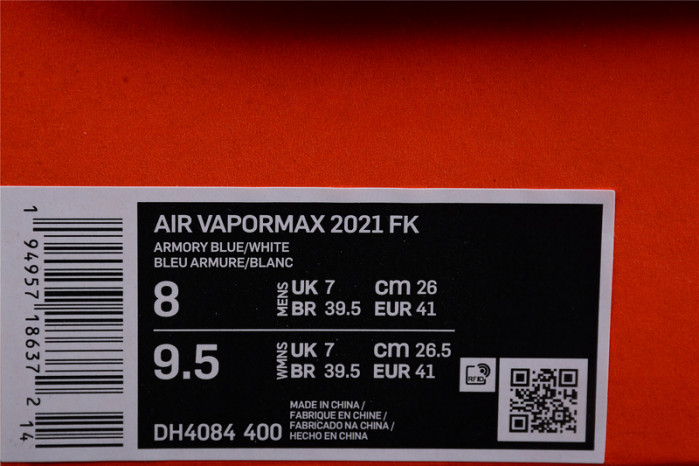 AIR VAPORMAX 2021 FK
ARMORY BLUE/WHITE
BLEU ARMURE/BLANC
8 MENS UK 7 cm 26
BR 39.5 EUR 41
9.5 WMNS UK 7 cm 26.5
BR 39.5 EUR 41
RFID
MADE IN CHINA /
FABRIQUE EN CHINE /
FABRICADO NA CHINA /
HECHO EN CHINA
DH4084 400
1 94957 18637 2 14